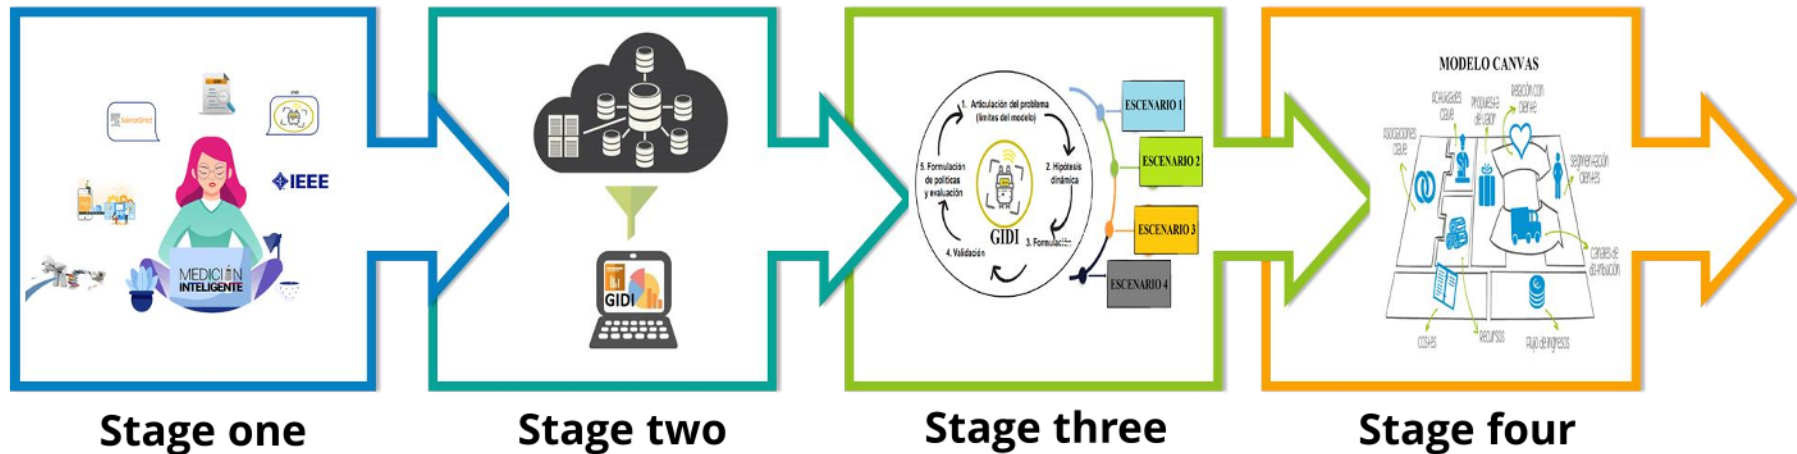 ScienceDirect
IEEE
MEDICIÓN
INTELIGENTE
Stage one
GIDI
Stage two
1. Articulación del problema
(límites del modelo)
2. Hipótesis
dinámica
3. Formulación
4. Validación
5. Formulación
de políticas
y evaluación
GIDI
ESCENARIO 1
ESCENARIO 2
ESCENARIO 3
ESCENARIO 4
Stage three
MODELO CANVAS
Asociaciones
clave
Actividades
clave
Propuesta
de valor
Relación con
cliente
Segmentación
clientes
Canales de
distribución
Costes
Recursos
Flujo de ingresos
Stage four